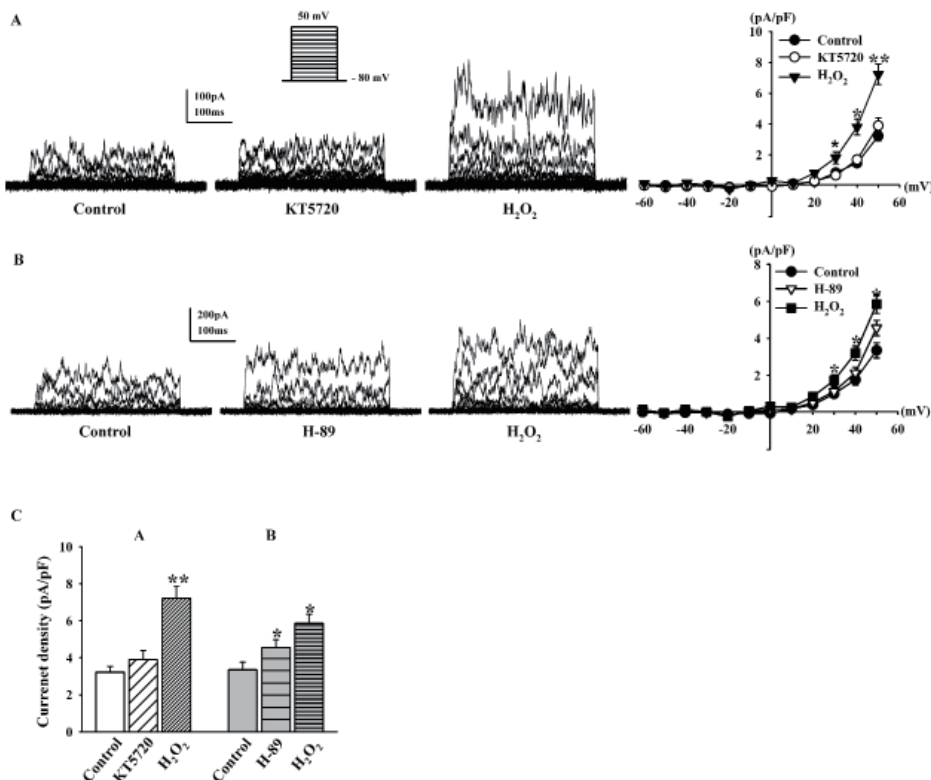 A
50 mV
- 80 mV
100pA
100ms
Control
KT5720
H₂O₂
(pA/pF)
10
8
6
4
2
Control
KT5720
H₂O₂
**
*
*
-60
-40
-20
20
40
60
(mV)
B
200pA
100ms
Control
H-89
H₂O₂
(pA/pF)
8
6
4
2
Control
H-89
H₂O₂
*
*
*
-60
-40
-20
20
40
60
(mV)
C
A
B
Currenet density (pA/pF)
10
8
6
4
2
0
**
*
*
Control
KT5720
H₂O₂
Control
H-89
H₂O₂